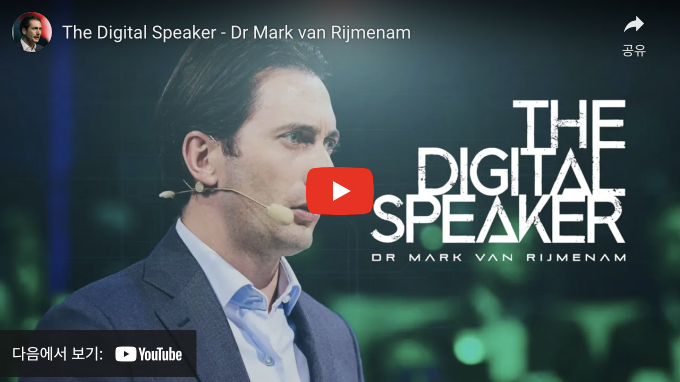 The Digital Speaker - Dr Mark van Rijmenam
공유
THE
DIGITAL
SPEAKER
DR MARK VAN RIJMENAM
다음에서 보기: YouTube